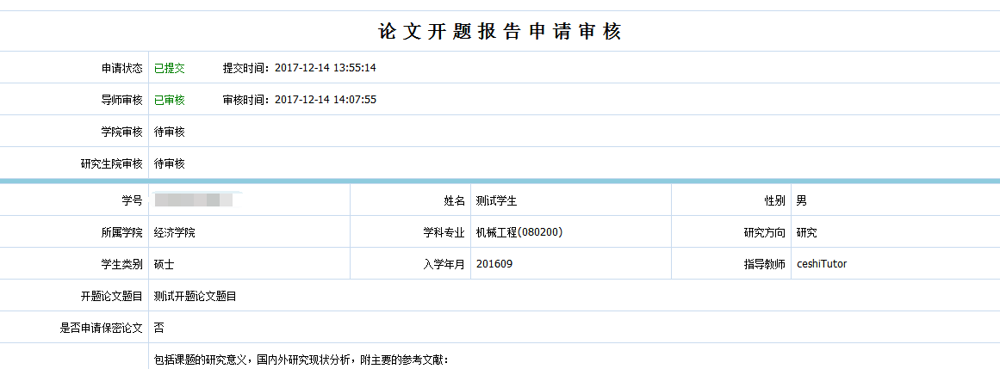 论文开题报告申请审核
申请状态 已提交 提交时间：2017-12-14 13:55:14
导师审核 已审核 审核时间：2017-12-14 14:07:55
学院审核 待审核
研究生院审核 待审核
学号 姓名 测试学生 性别 男
所属学院 经济学院 学科专业 机械工程(080200) 研究方向 研究
学生类别 硕士 入学年月 201609 指导教师 ceshiTutor
开题论文题目 测试开题论文题目
是否申请保密论文 否
包括课题的研究意义，国内外研究现状分析，附主要的参考文献：